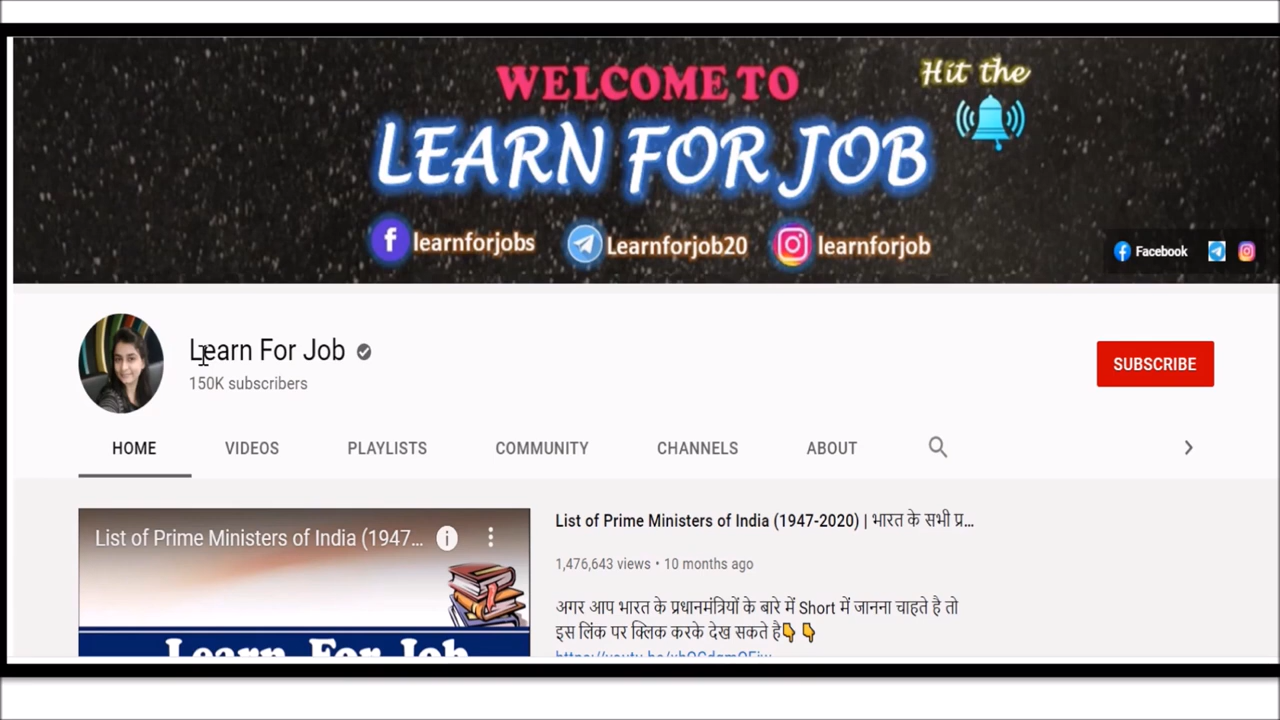 WELCOME TO
Hit the
LEARN FOR JOB
learnforjobs Learnforjob20 learnforjob
Facebook
Learn For Job
150K subscribers
SUBSCRIBE
HOME VIDEOS PLAYLISTS COMMUNITY CHANNELS ABOUT
List of Prime Ministers of India (1947...
List of Prime Ministers of India (1947-2020) | भारत के सभी प्र...
1,476,643 views • 10 months ago
अगर आप भारत के प्रधानमंत्रियों के बारे में Short में जानना चाहते है तो
इस लिंक पर क्लिक करके देख सकते है👇👇
Learn For Job